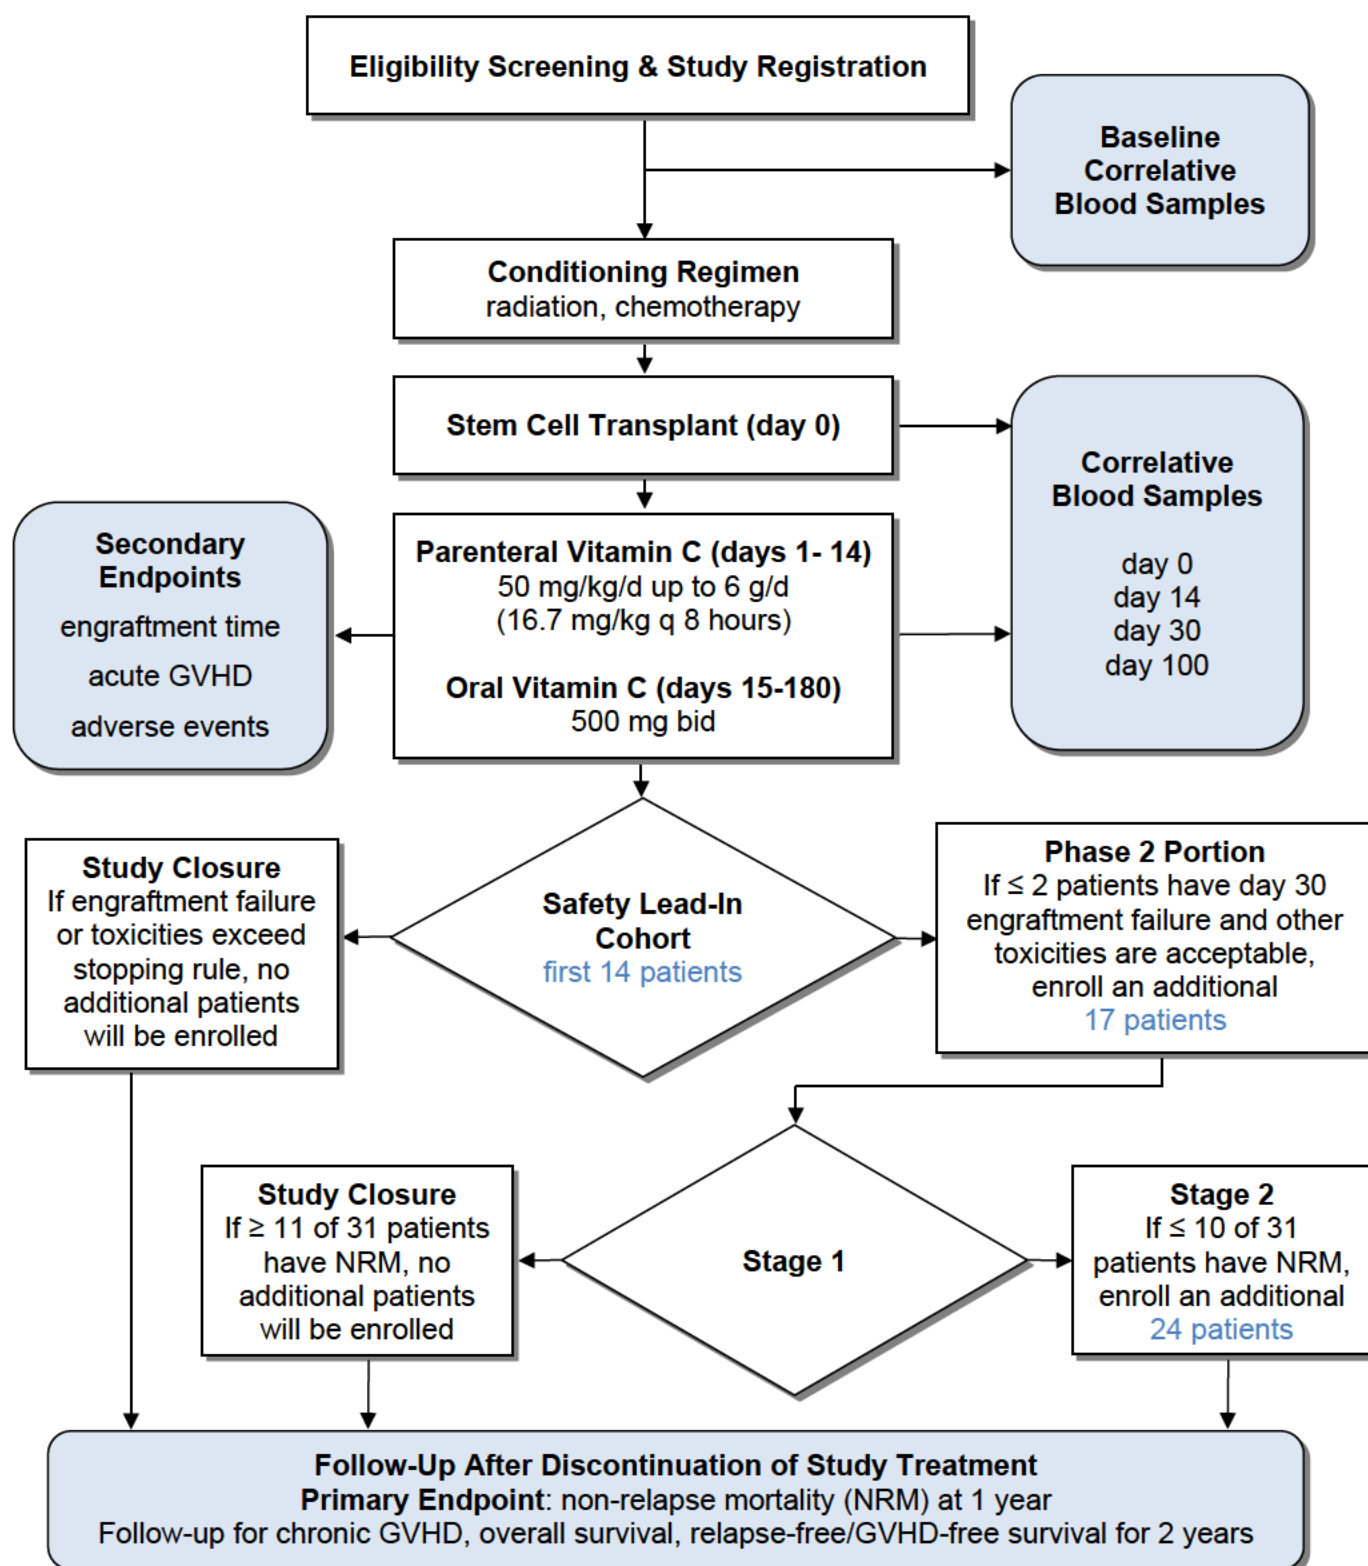 Eligibility Screening & Study Registration
Baseline
Correlative
Blood Samples
Conditioning Regimen
radiation, chemotherapy
Stem Cell Transplant (day 0)
Correlative
Blood Samples
day 0
day 14
day 30
day 100
Secondary
Endpoints
engraftment time
acute GVHD
adverse events
Parenteral Vitamin C (days 1- 14)
50 mg/kg/d up to 6 g/d
(16.7 mg/kg q 8 hours)
Oral Vitamin C (days 15-180)
500 mg bid
Study Closure
If engraftment failure
or toxicities exceed
stopping rule, no
additional patients
will be enrolled
Safety Lead-In
Cohort
first 14 patients
Phase 2 Portion
If ≤ 2 patients have day 30
engraftment failure and other
toxicities are acceptable,
enroll an additional
17 patients
Study Closure
If ≥ 11 of 31 patients
have NRM, no
additional patients
will be enrolled
Stage 1
Stage 2
If ≤ 10 of 31
patients have NRM,
enroll an additional
24 patients
Follow-Up After Discontinuation of Study Treatment
Primary Endpoint: non-relapse mortality (NRM) at 1 year
Follow-up for chronic GVHD, overall survival, relapse-free/GVHD-free survival for 2 years